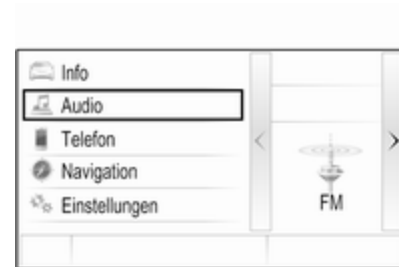 Info
Audio
Telefon
Navigation
Einstellungen
FM